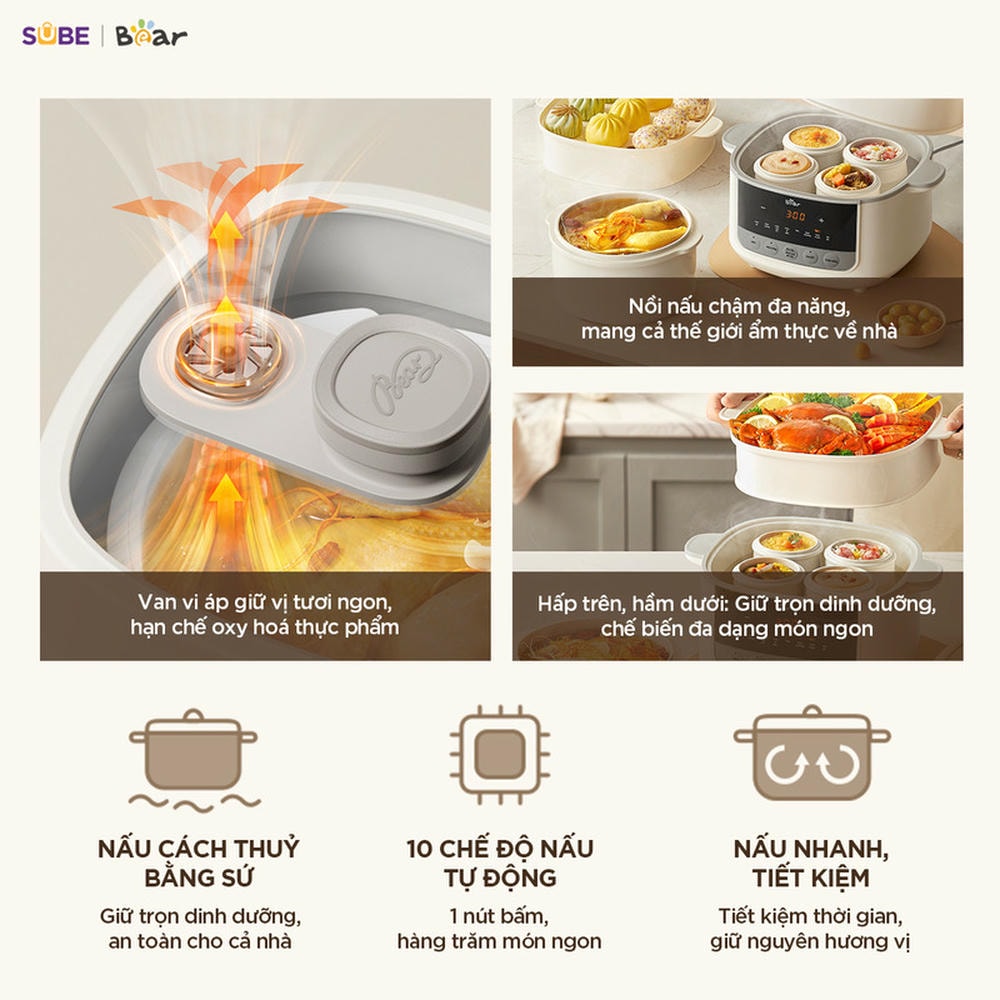 SUBE | Bear
Bear
Van vi áp giữ vị tươi ngon,
hạn chế oxy hoá thực phẩm
Bear
3:00
Nồi nấu chậm đa năng,
mang cả thế giới ẩm thực về nhà
Hấp trên, hầm dưới: Giữ trọn dinh dưỡng,
chế biến đa dạng món ngon
NẤU CÁCH THUỶ
BẰNG SỨ
Giữ trọn dinh dưỡng,
an toàn cho cả nhà
10 CHẾ ĐỘ NẤU
TỰ ĐỘNG
1 nút bấm,
hàng trăm món ngon
NẤU NHANH,
TIẾT KIỆM
Tiết kiệm thời gian,
giữ nguyên hương vị